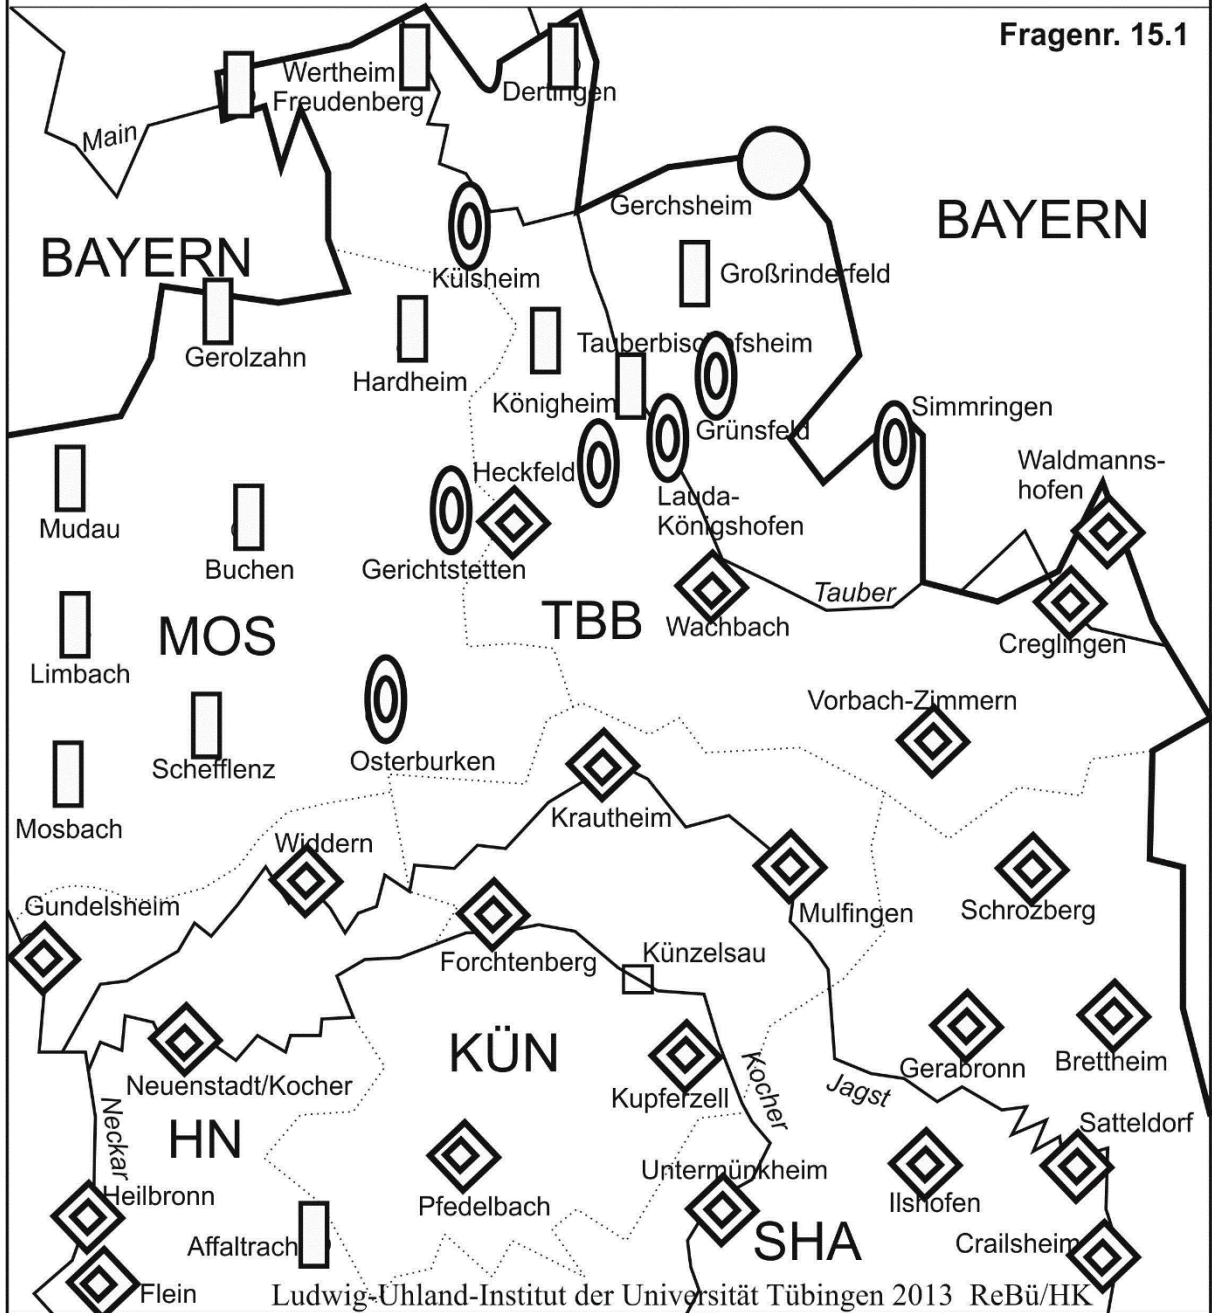 Fragenr. 15.1
Wertheim
Freudenberg
Dertingen
Main
Gerchsheim
BAYERN
BAYERN
Külsheim
Großrinderfeld
Gerolzahn
Hardheim
Tauberbischofsheim
Königheim
Grünsfeld
Simmringen
Waldmanns-
hofen
Heckfeld
Lauda-
Königshofen
Mudau
Buchen
Gerichtstetten
Tauber
TBB
Wachbach
Creglingen
MOS
Limbach
Vorbach-Zimmern
Schefflenz
Osterburken
Mosbach
Krautheim
Widdern
Gundelsheim
Mulfingen
Schrozberg
Forchtenberg
Künzelsau
KÜN
Neuenstadt/Kocher
Kupferzell
Kocher
Jagst
Gerabronn
Brettheim
Neckar
HN
Satteldorf
Heilbronn
Pfedelbach
Untermünkheim
Ilshofen
Affaltrach
SHA
Crailsheim
Flein
Ludwig-Uhland-Institut der Universität Tübingen 2013 ReBü/HK